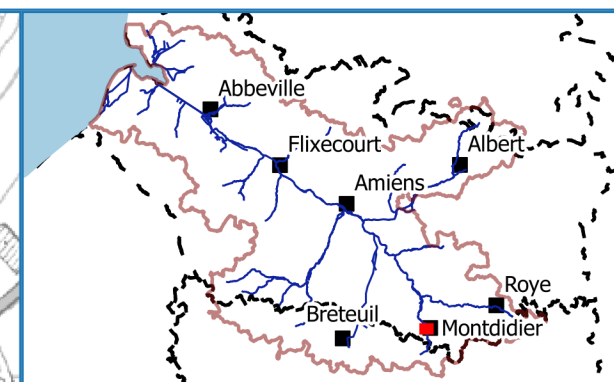 Abbeville
Flixecourt
Albert
Amiens
Roye
Breteuil
Montdidier